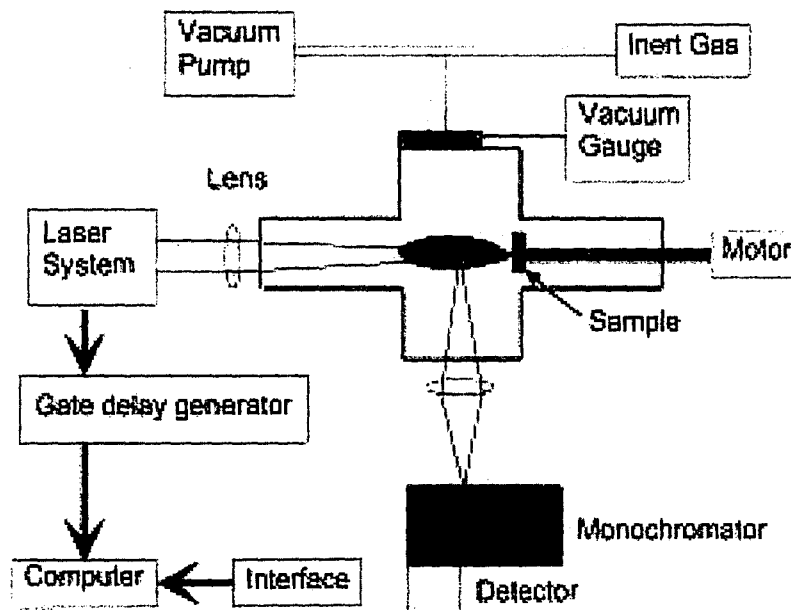 Vacuum
Pump
Inert Gas
Vacuum
Gauge
Lens
Laser
System
Motor
Sample
Gate delay generator
Monochromator
Computer
Interface
Detector